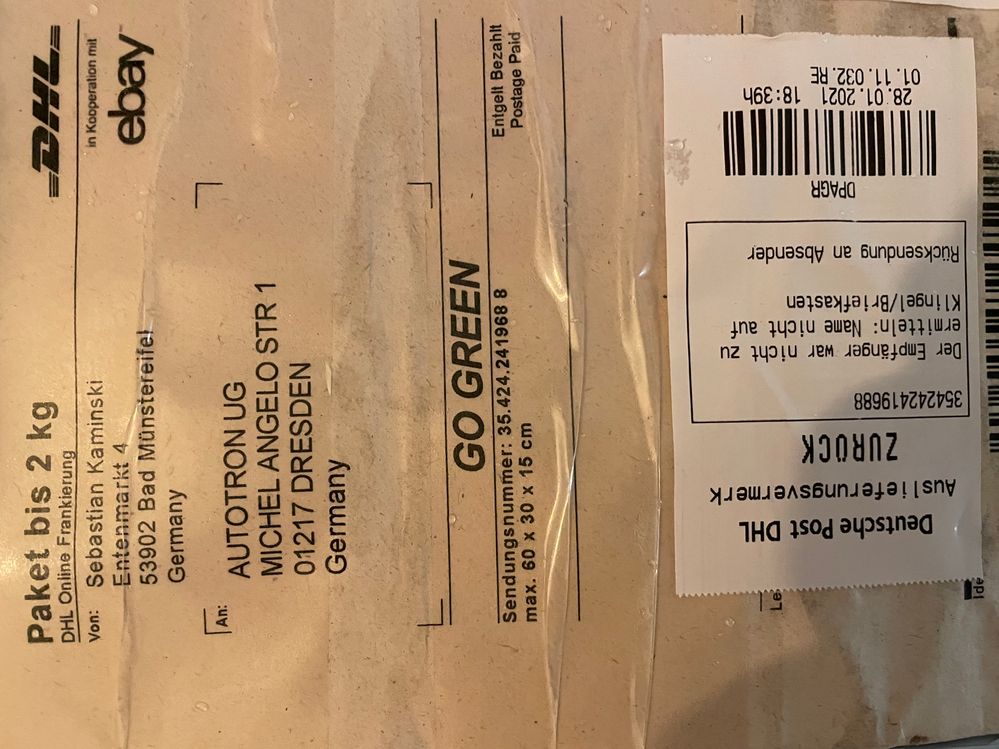 Paket bis 2 kg
DHL Online Frankierung
DHL
in Kooperation mit
ebay
Von:
Sebastian Kaminski
Entenmarkt 4
53902 Bad Münstereifel
Germany
An:
AUTOTRON UG
MICHEL ANGELO STR 1
01217 DRESDEN
Germany
GO GREEN
Sendungsnummer: 35.424.241968 8
max. 60 x 30 x 15 cm
Entgelt Bezahlt
Postage Paid
Deutsche Post DHL
Auslieferungsvermerk
ZURÜCK
354242419688
Der Empfänger war nicht zu
ermitteln: Name nicht auf
Klingel/Briefkasten
Rücksendung an Absender
DPAGR
28.01.2021 18:39h
01.11.032.RE